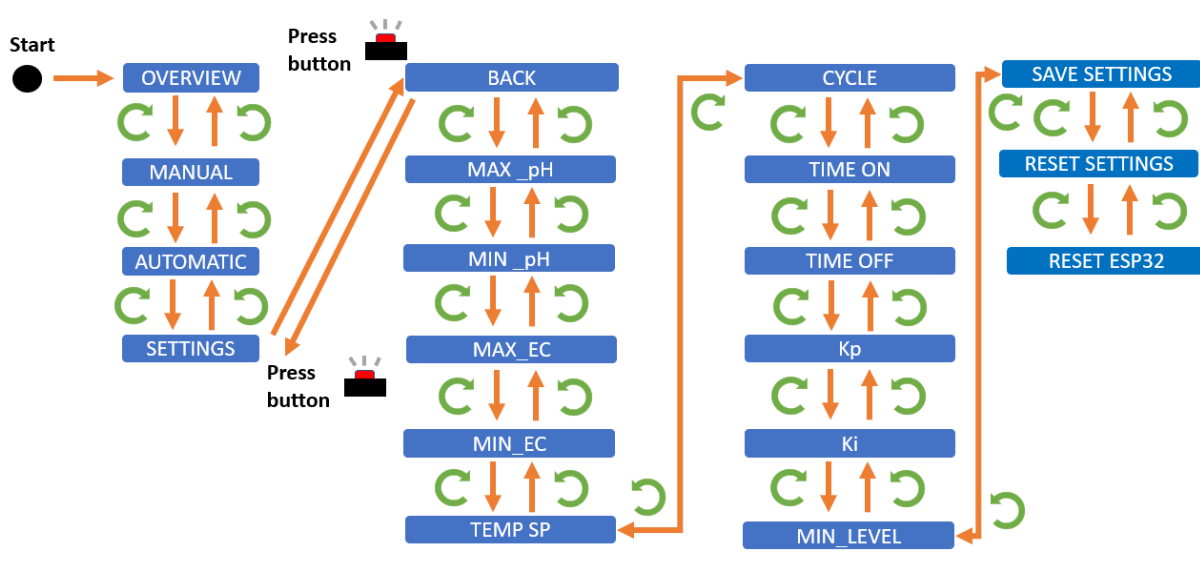 Start
OVERVIEW
MANUAL
AUTOMATIC
SETTINGS
Press
button
Press
button
BACK
MAX _pH
MIN _pH
MAX_EC
MIN_EC
TEMP SP
CYCLE
TIME ON
TIME OFF
Kp
Ki
MIN_LEVEL
SAVE SETTINGS
RESET SETTINGS
RESET ESP32